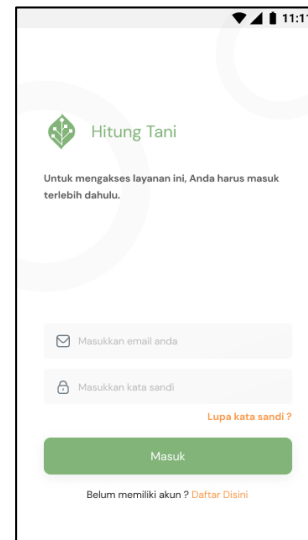 11:11
Hitung Tani
Untuk mengakses layanan ini, Anda harus masuk
terlebih dahulu.
Masukkan email anda
Masukkan kata sandi
Lupa kata sandi ?
Masuk
Belum memiliki akun ? Daftar Disini